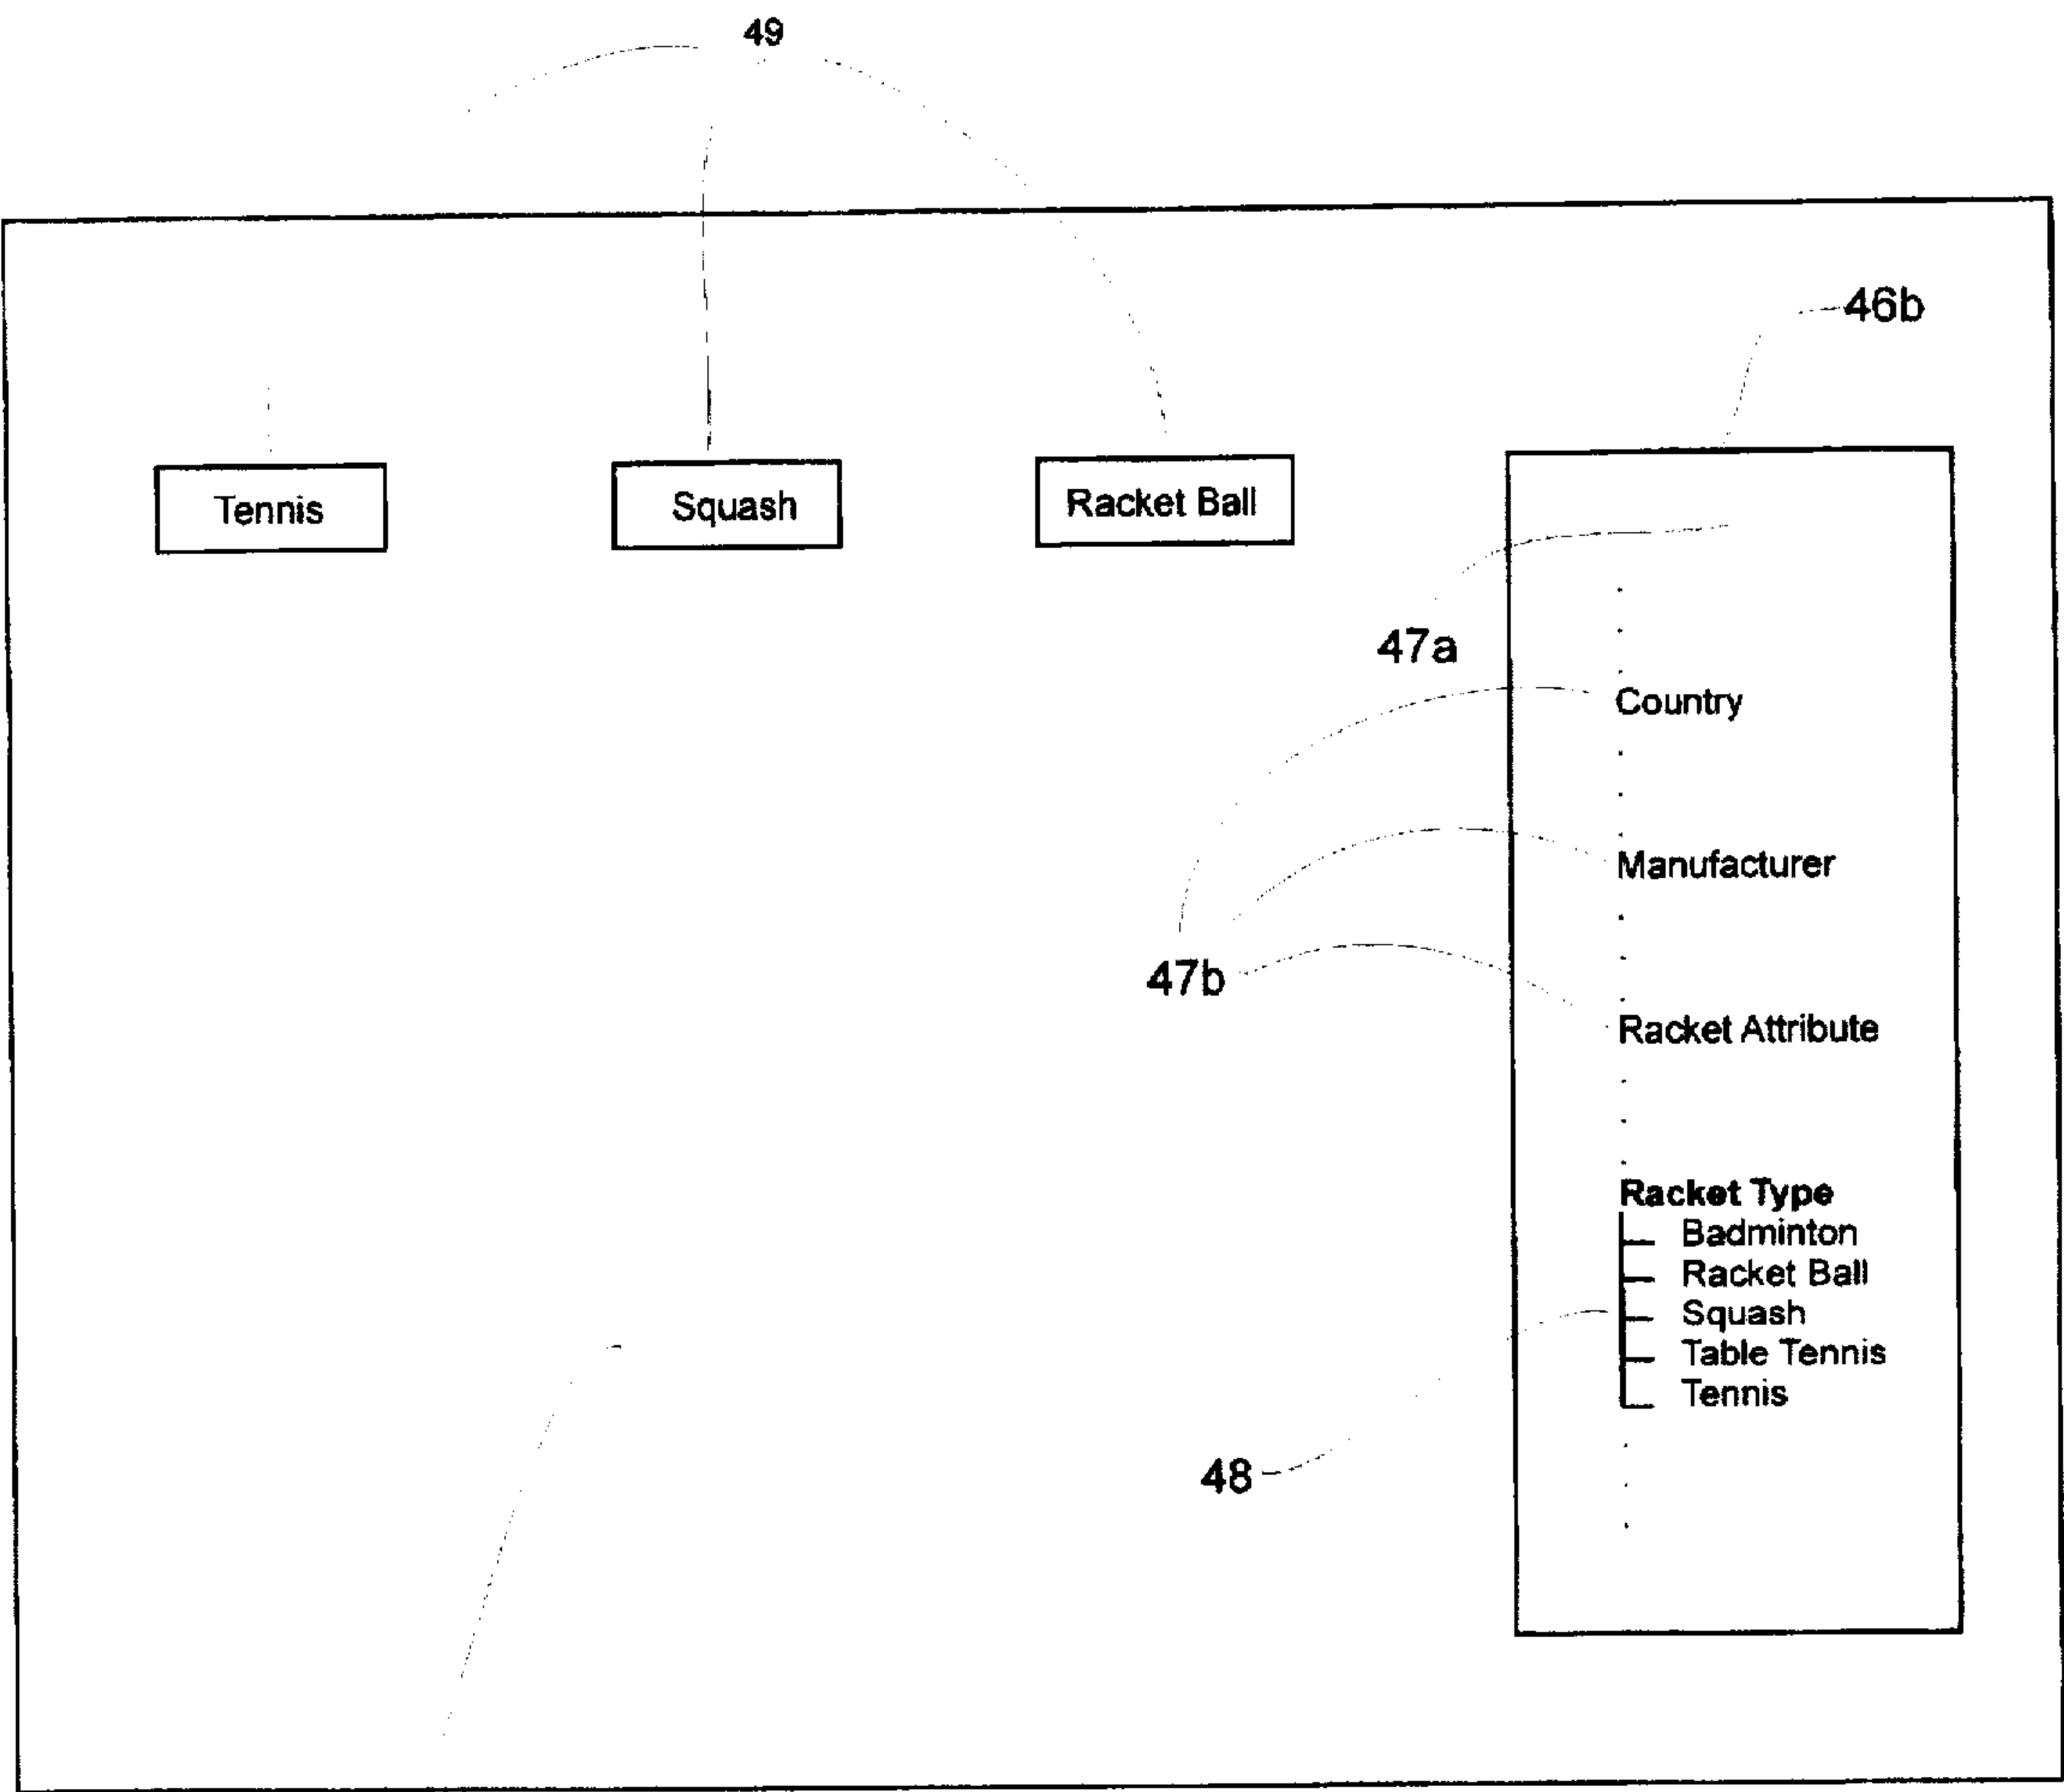 49
46b
Tennis
Squash
Racket Ball
47a
Country
Manufacturer
47b
Racket Attribute
Racket Type
Badminton
Racket Ball
Squash
Table Tennis
Tennis
48